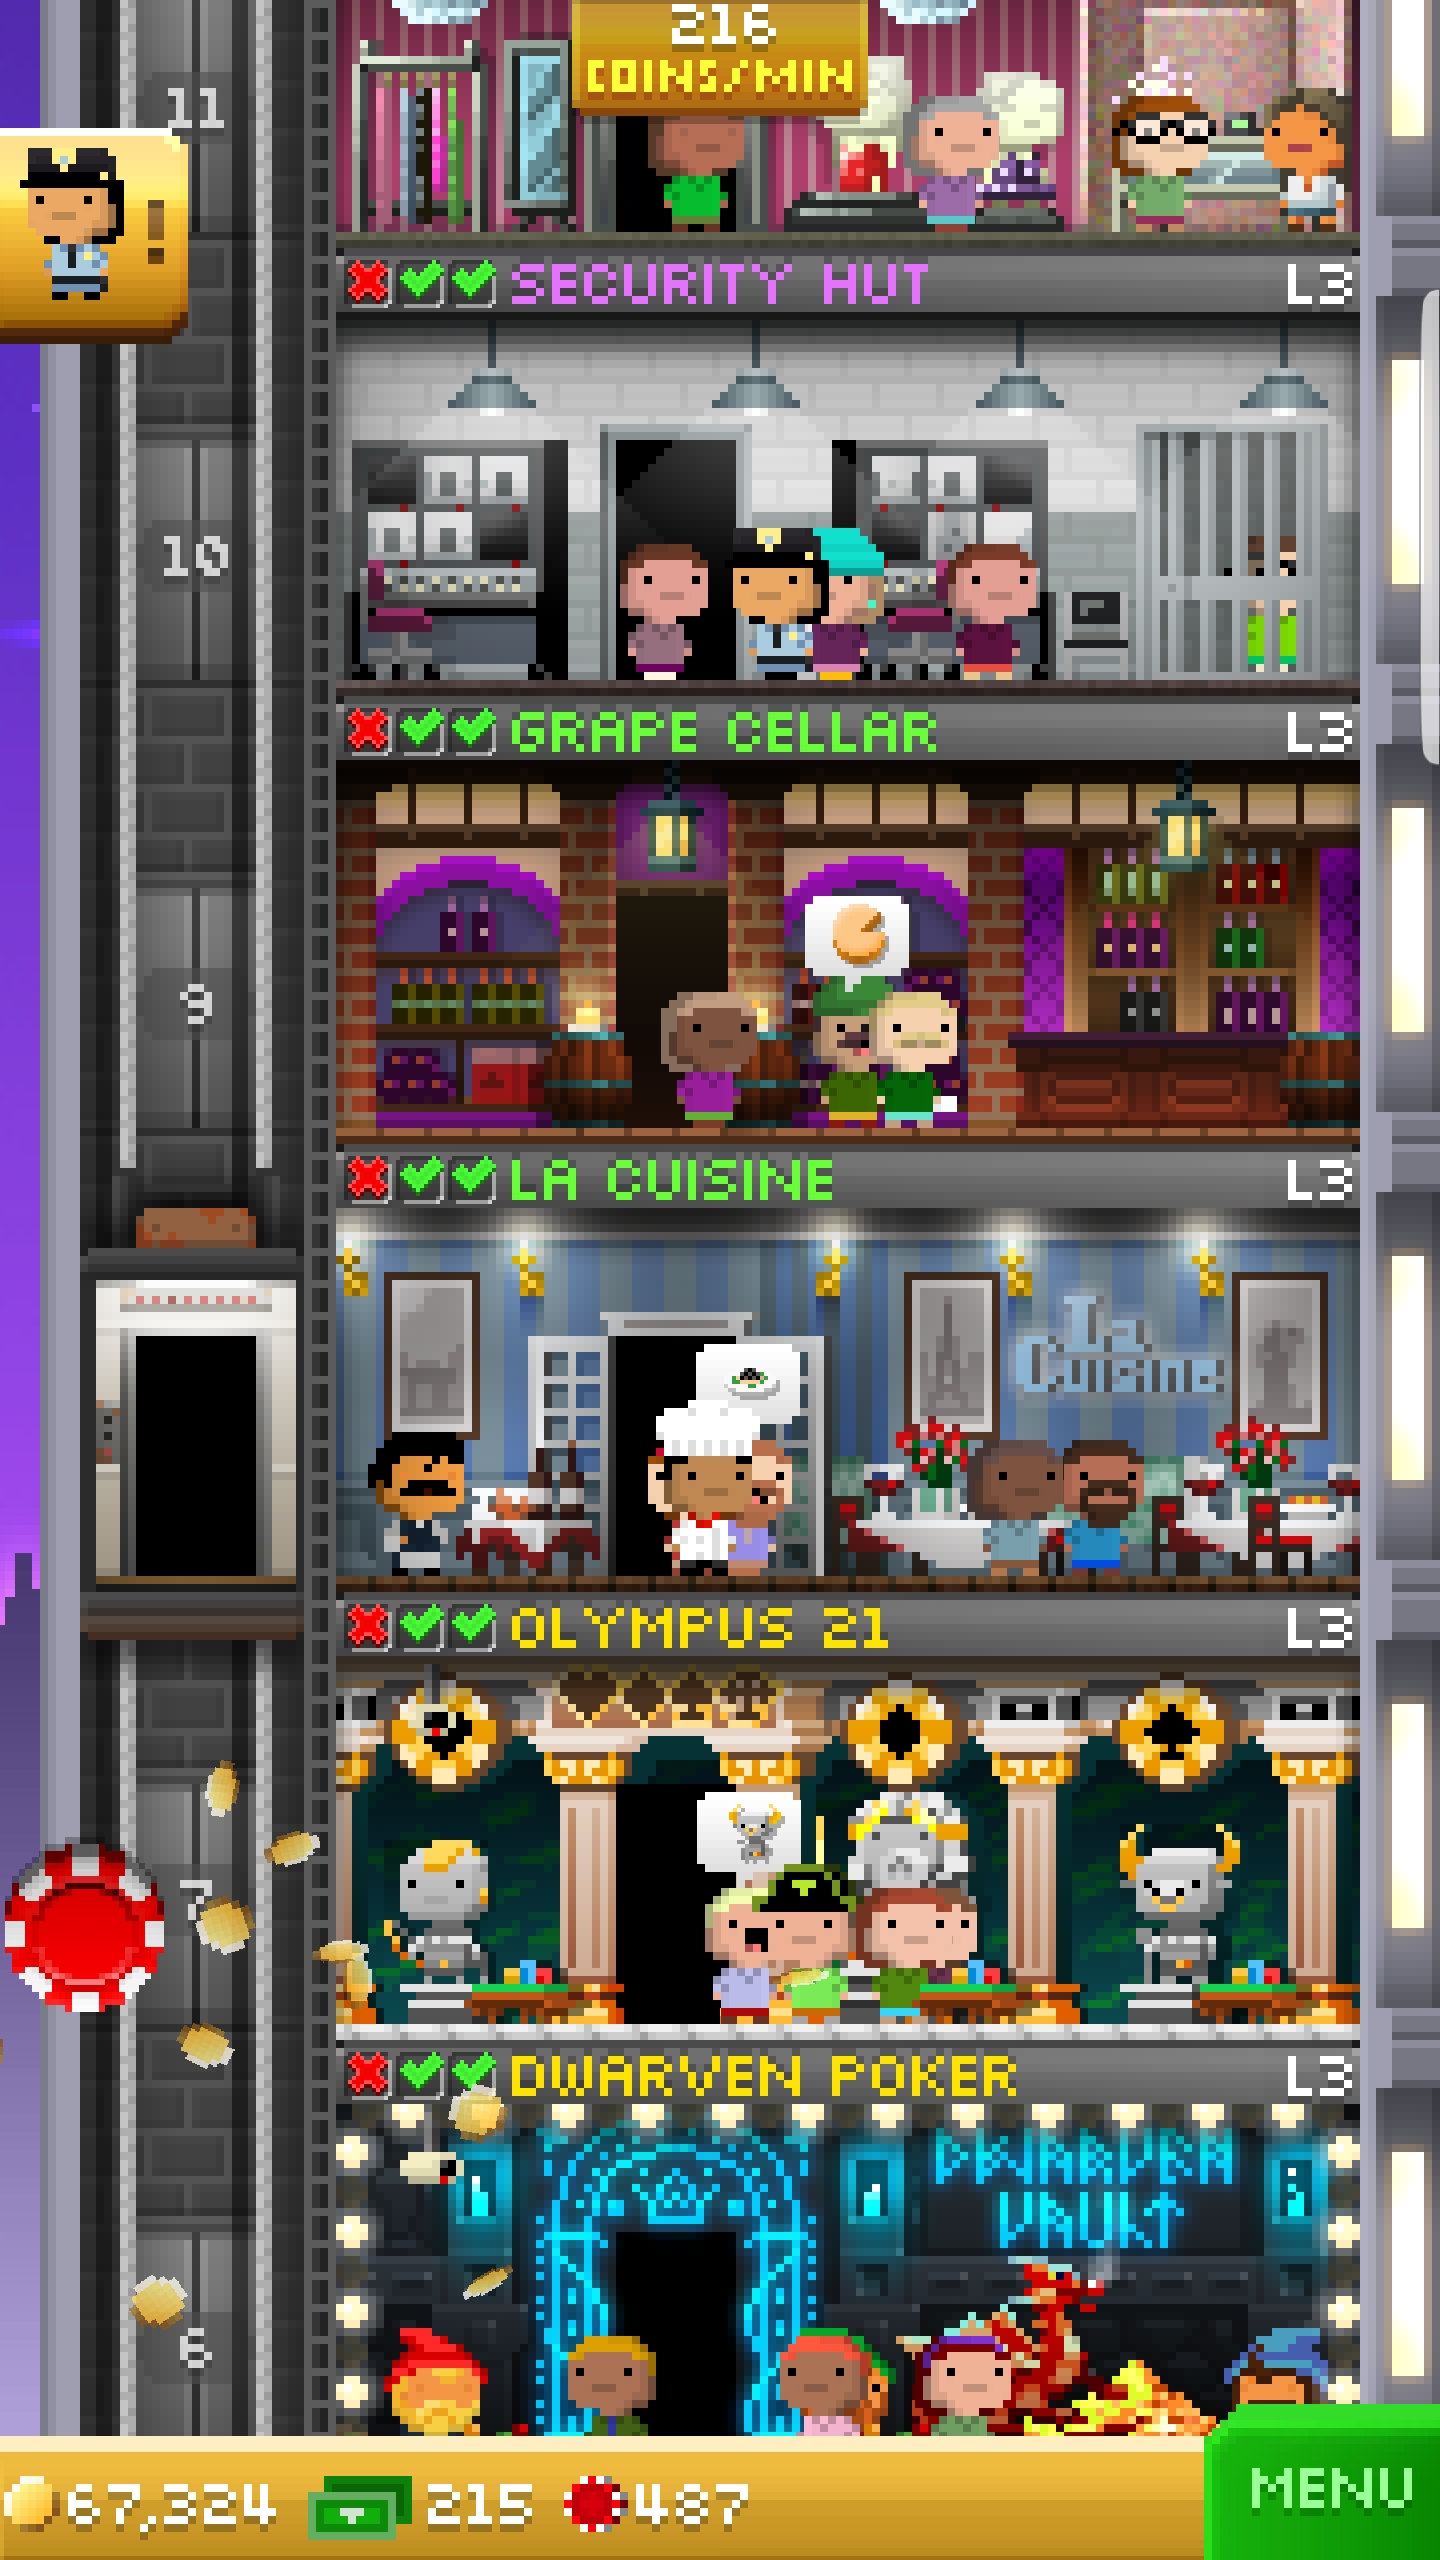 216
COINS/MIN
11
!
SECURITY HUT L3
10
GRAPE CELLAR L3
9
LA CUISINE L3
La
Cuisine
OLYMPUS 21 L3
7
DWARVEN POKER L3
DWARVEN
VAULT
6
67,324 215 487
MENU